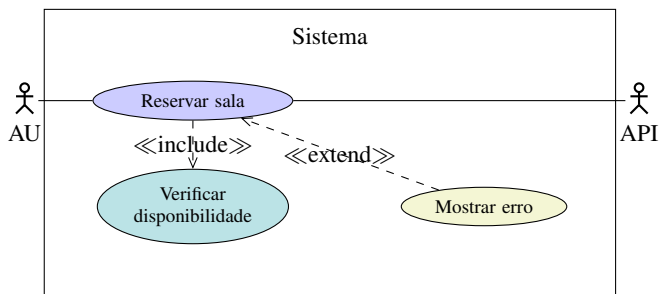 Sistema
Reservar sala
AU
API
≪include≫
≪extend≫
Verificar
disponibilidade
Mostrar erro